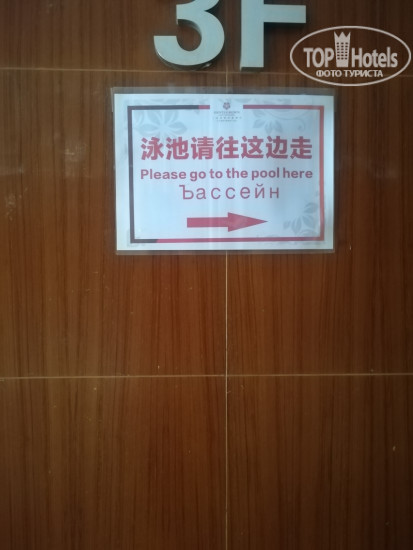 3F
TOP Hotels
ФОТО ТУРИСТА
泳池请往这边走
Please go to the pool here
Ъассейн